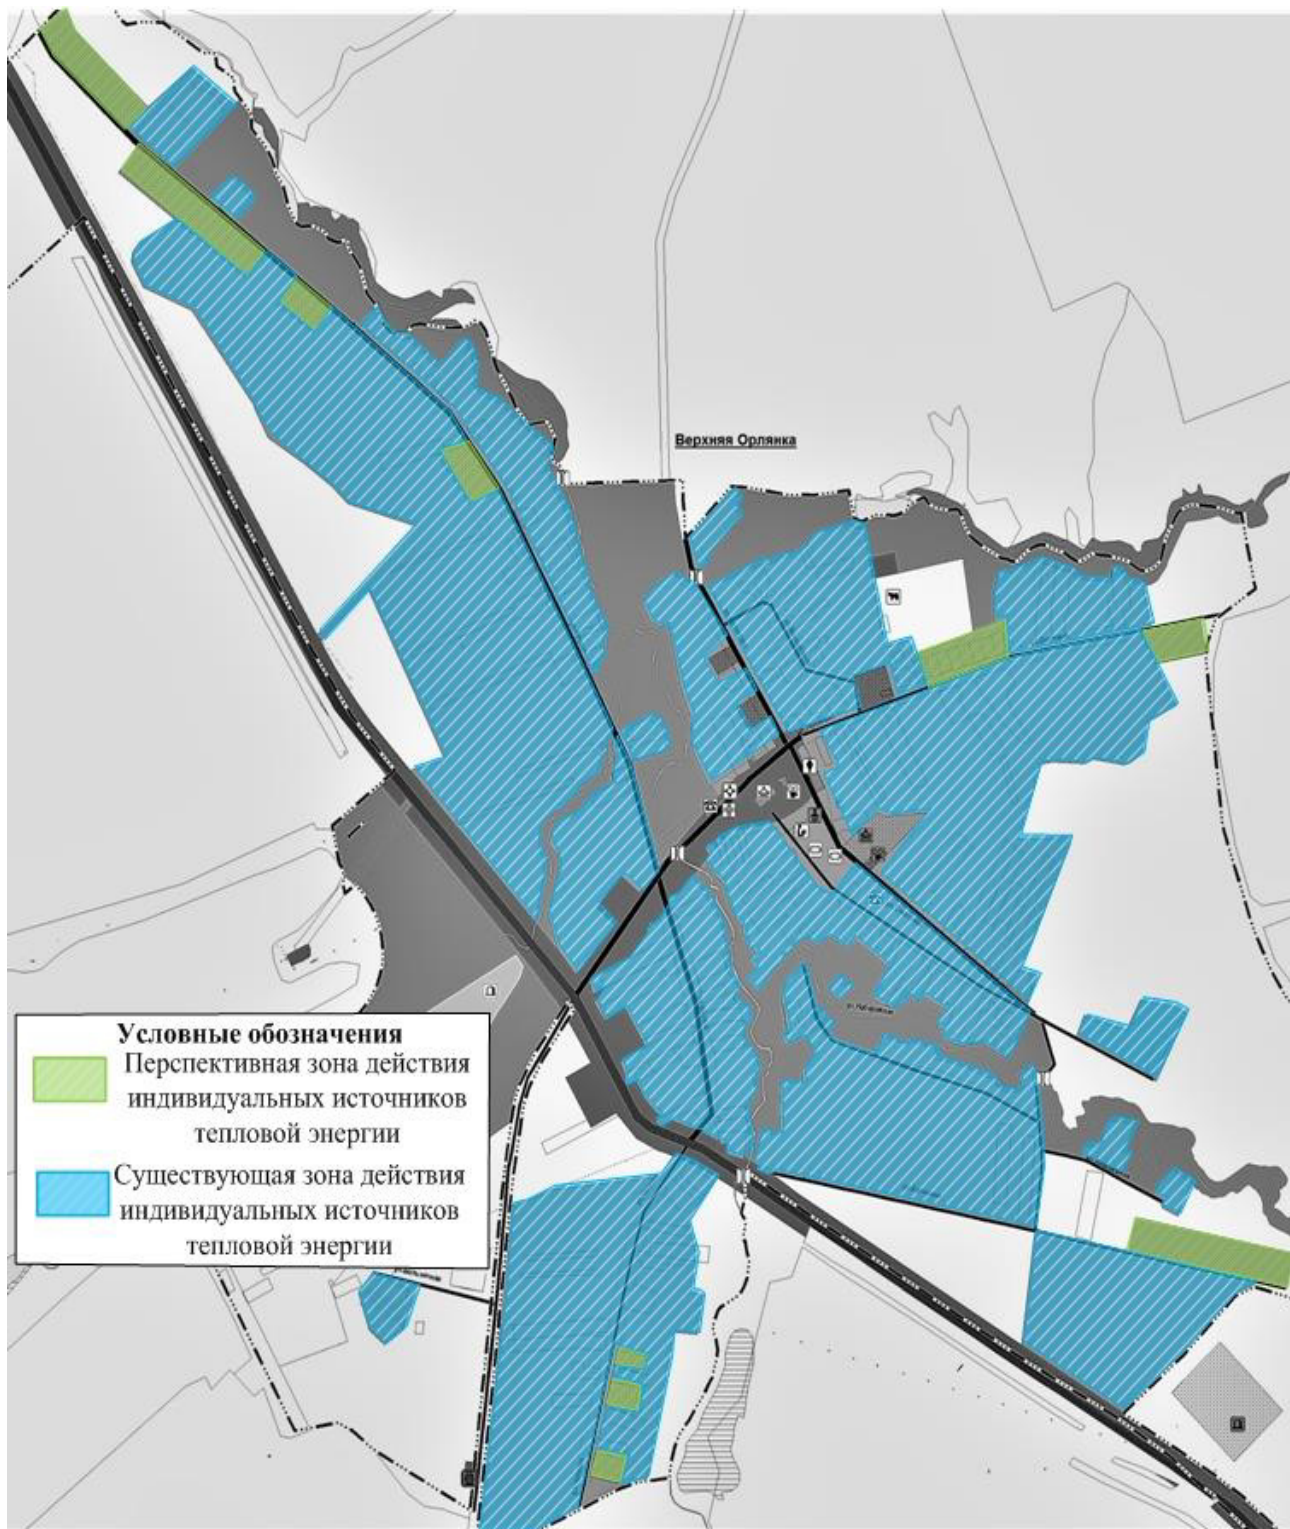 Верхняя Орлянка
Условные обозначения
Перспективная зона действия
индивидуальных источников
тепловой энергии
Существующая зона действия
индивидуальных источников
тепловой энергии